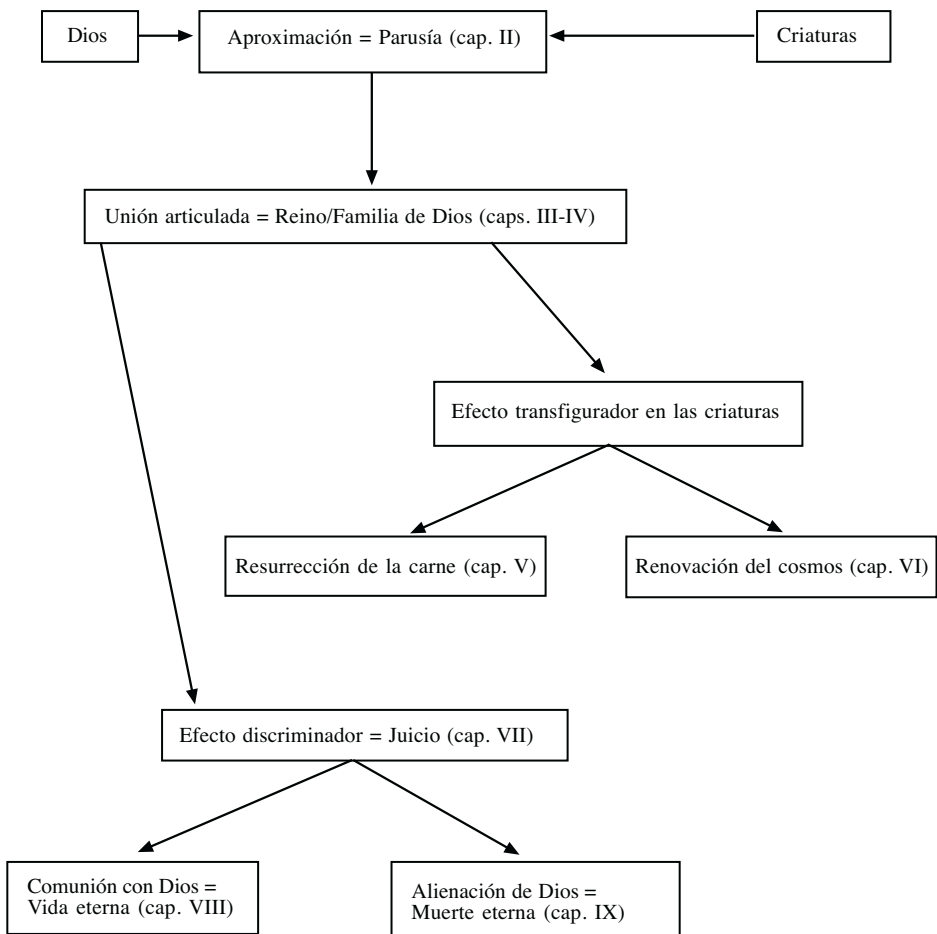 Dios
Aproximación = Parusía (cap. II)
Criaturas
Unión articulada = Reino/Familia de Dios (caps. III-IV)
Efecto transfigurador en las criaturas
Resurrección de la carne (cap. V)
Renovación del cosmos (cap. VI)
Efecto discriminador = Juicio (cap. VII)
Comunión con Dios =
Vida eterna (cap. VIII)
Alienación de Dios =
Muerte eterna (cap. IX)